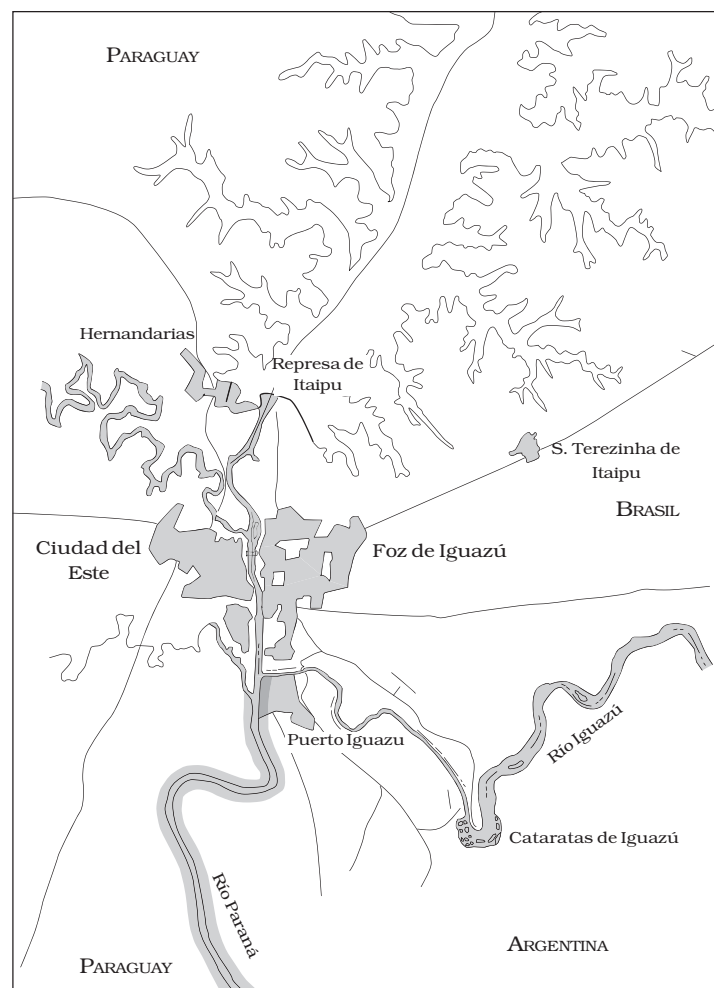 PARAGUAY
Hernandarias
Represa de
Itaipu
S. Terezinha de
Itaipu
BRASIL
Ciudad del
Este
Foz de Iguazú
Río Iguazú
Puerto Iguazu
Cataratas de Iguazú
Río Paraná
ARGENTINA
PARAGUAY